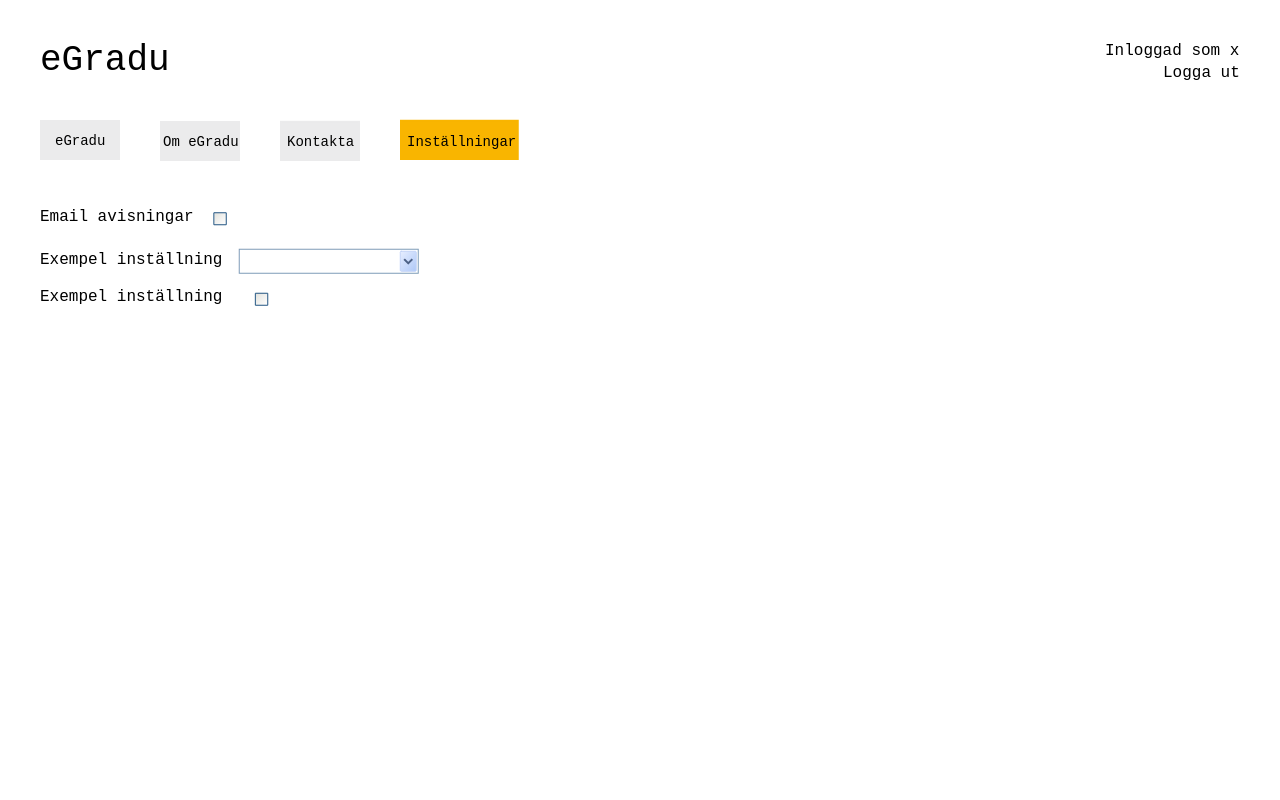 eGradu
Inloggad som x
Logga ut
eGradu
Om eGradu
Kontakta
Inställningar
Email avisningar
Exempel inställning
Exempel inställning